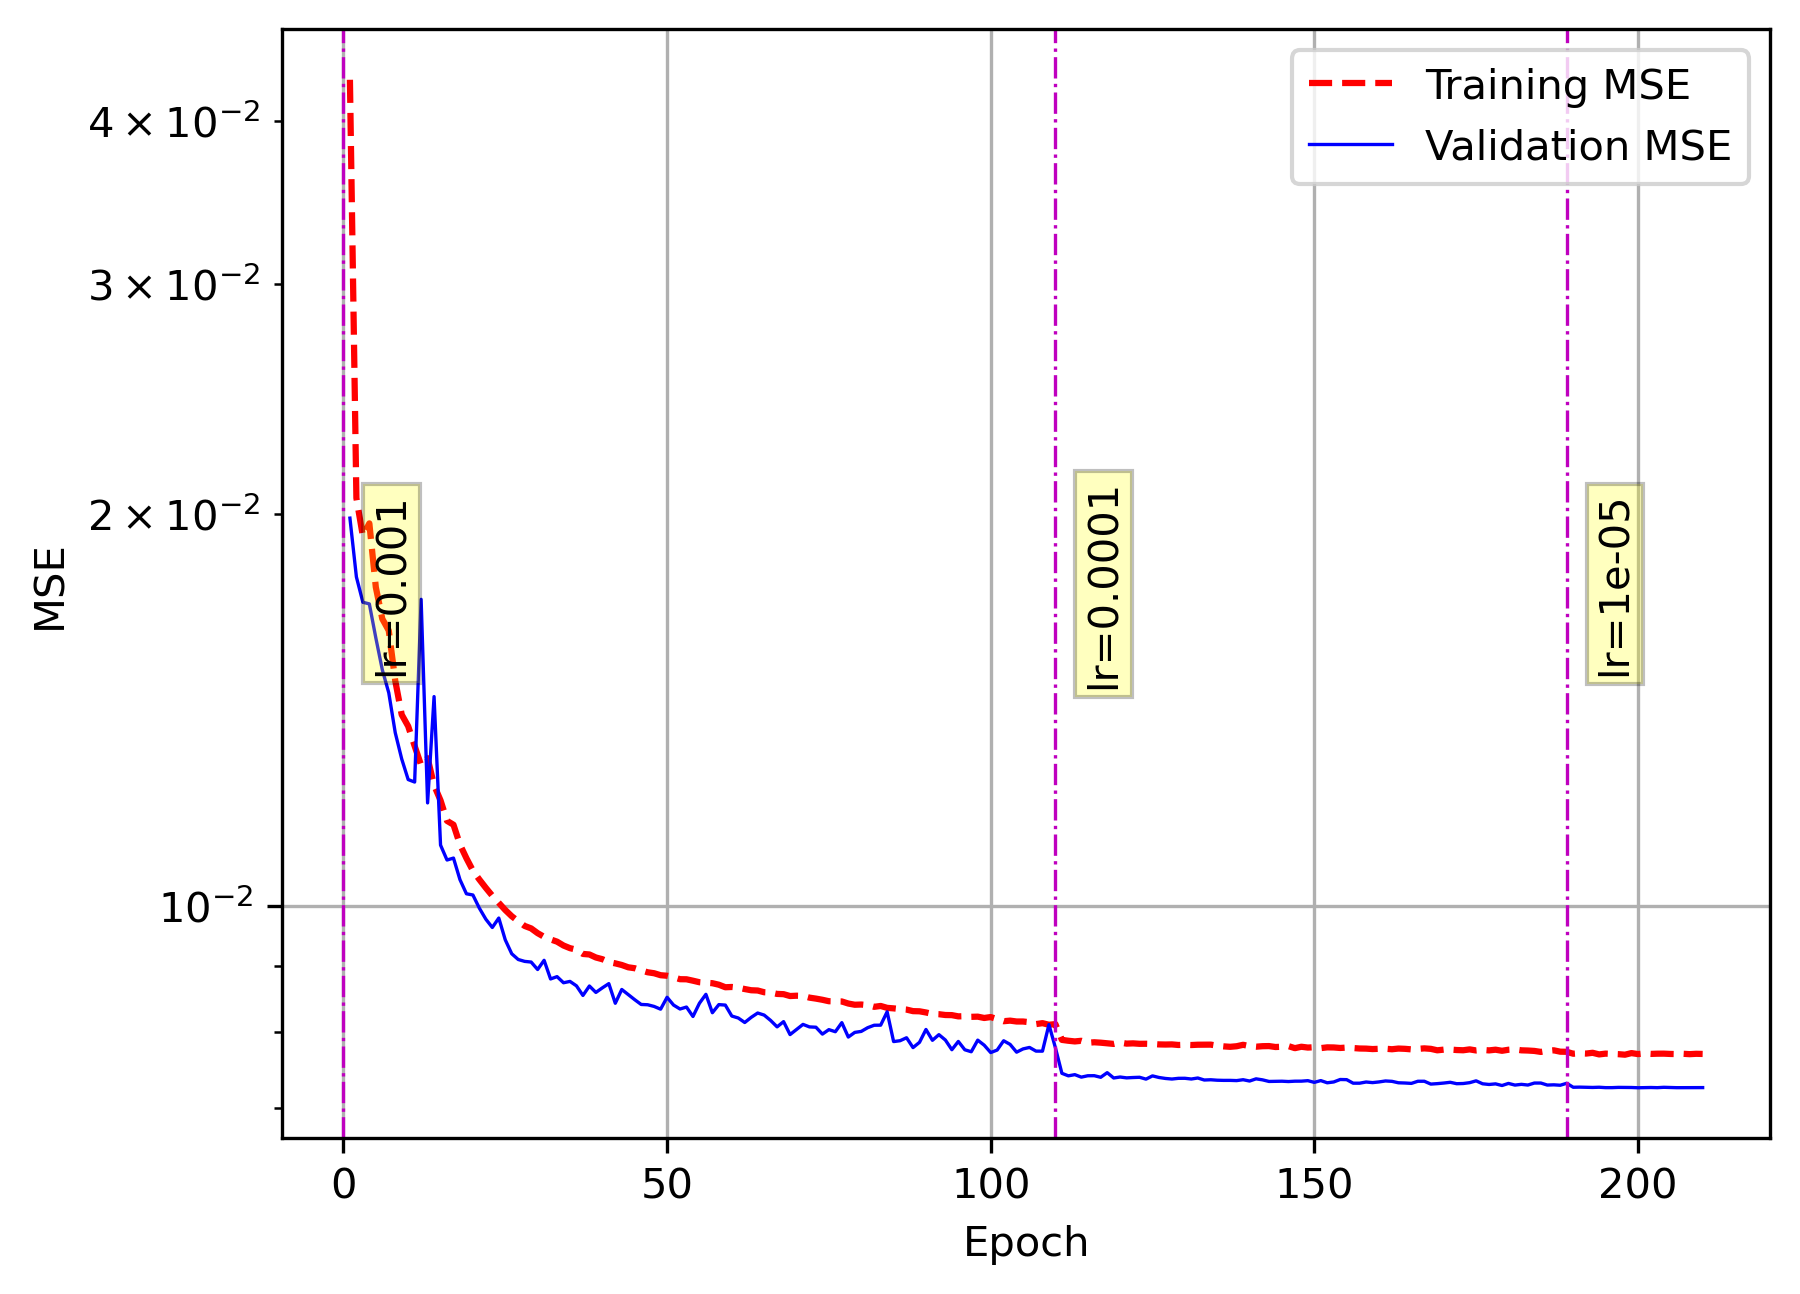 Training MSE
Validation MSE
4 × 10⁻²
3 × 10⁻²
2 × 10⁻²
10⁻²
MSE
lr=0.001
lr=0.0001
lr=1e-05
0
50
100
150
200
Epoch